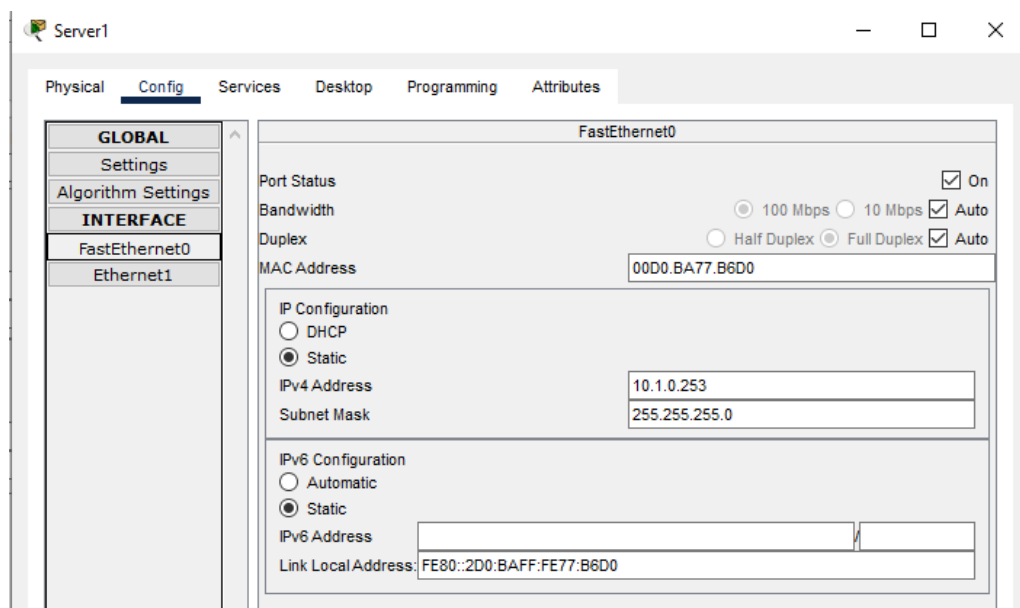 Server1
Physical Config Services Desktop Programming Attributes
GLOBAL
Settings
Algorithm Settings
INTERFACE
FastEthernet0
Ethernet1
FastEthernet0
Port Status On
Bandwidth 100 Mbps 10 Mbps Auto
Duplex Half Duplex Full Duplex Auto
MAC Address 00D0.BA77.B6D0
IP Configuration
DHCP
Static
IPv4 Address 10.1.0.253
Subnet Mask 255.255.255.0
IPv6 Configuration
Automatic
Static
IPv6 Address /
Link Local Address: FE80::2D0:BAFF:FE77:B6D0